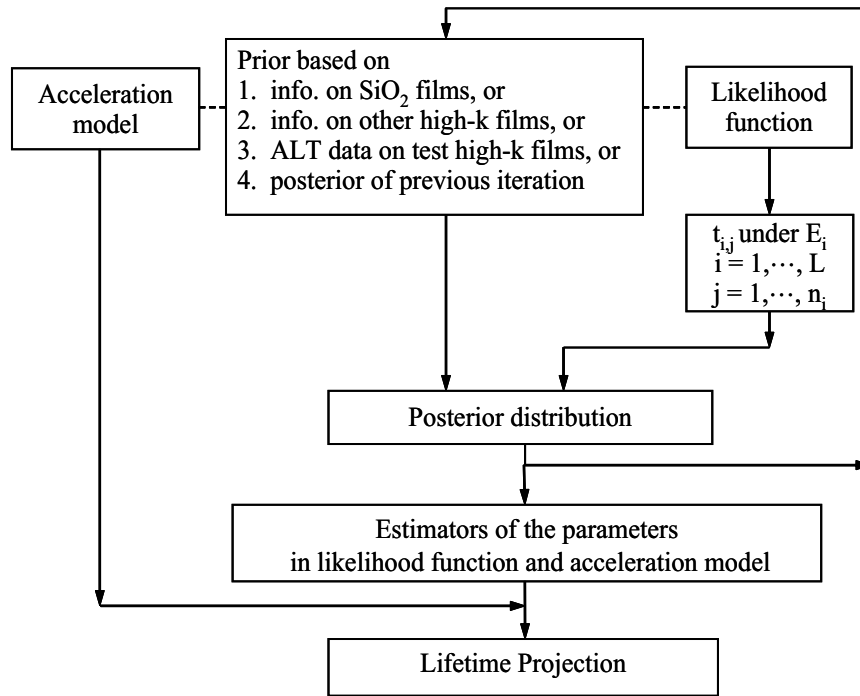 Prior based on
1. info. on SiO₂ films, or
2. info. on other high-k films, or
3. ALT data on test high-k films, or
4. posterior of previous iteration
Acceleration
model
Likelihood
function
tᵢ,ⱼ under Eᵢ
i = 1,⋯, L
j = 1,⋯, nᵢ
Posterior distribution
Estimators of the parameters
in likelihood function and acceleration model
Lifetime Projection